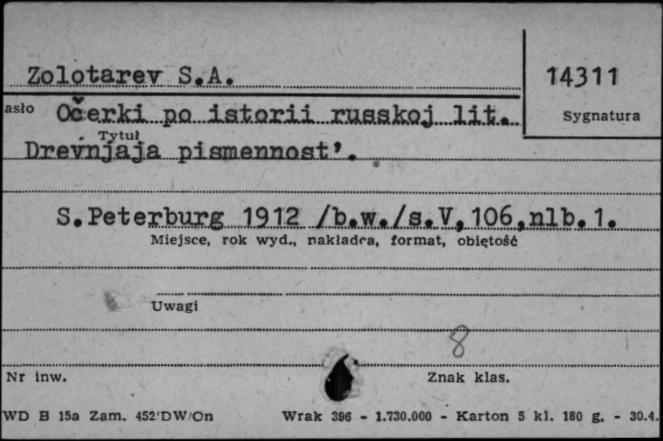 Zolotarev S.A.
14311
asło Očerki po istorii russkoj lit.
Sygnatura
Tytuł
Drevnjaja pismennost'.
S.Peterburg 1912 /b.w./s.V,106,nlb.1.
Miejsce, rok wyd., nakładca, format, objętość
Uwagi
8
Nr inw.
Znak klas.
WD B 15a Zam. 452/DW/On Wrak 396 - 1.730.000 - Karton 5 kl. 180 g. - 30.4.